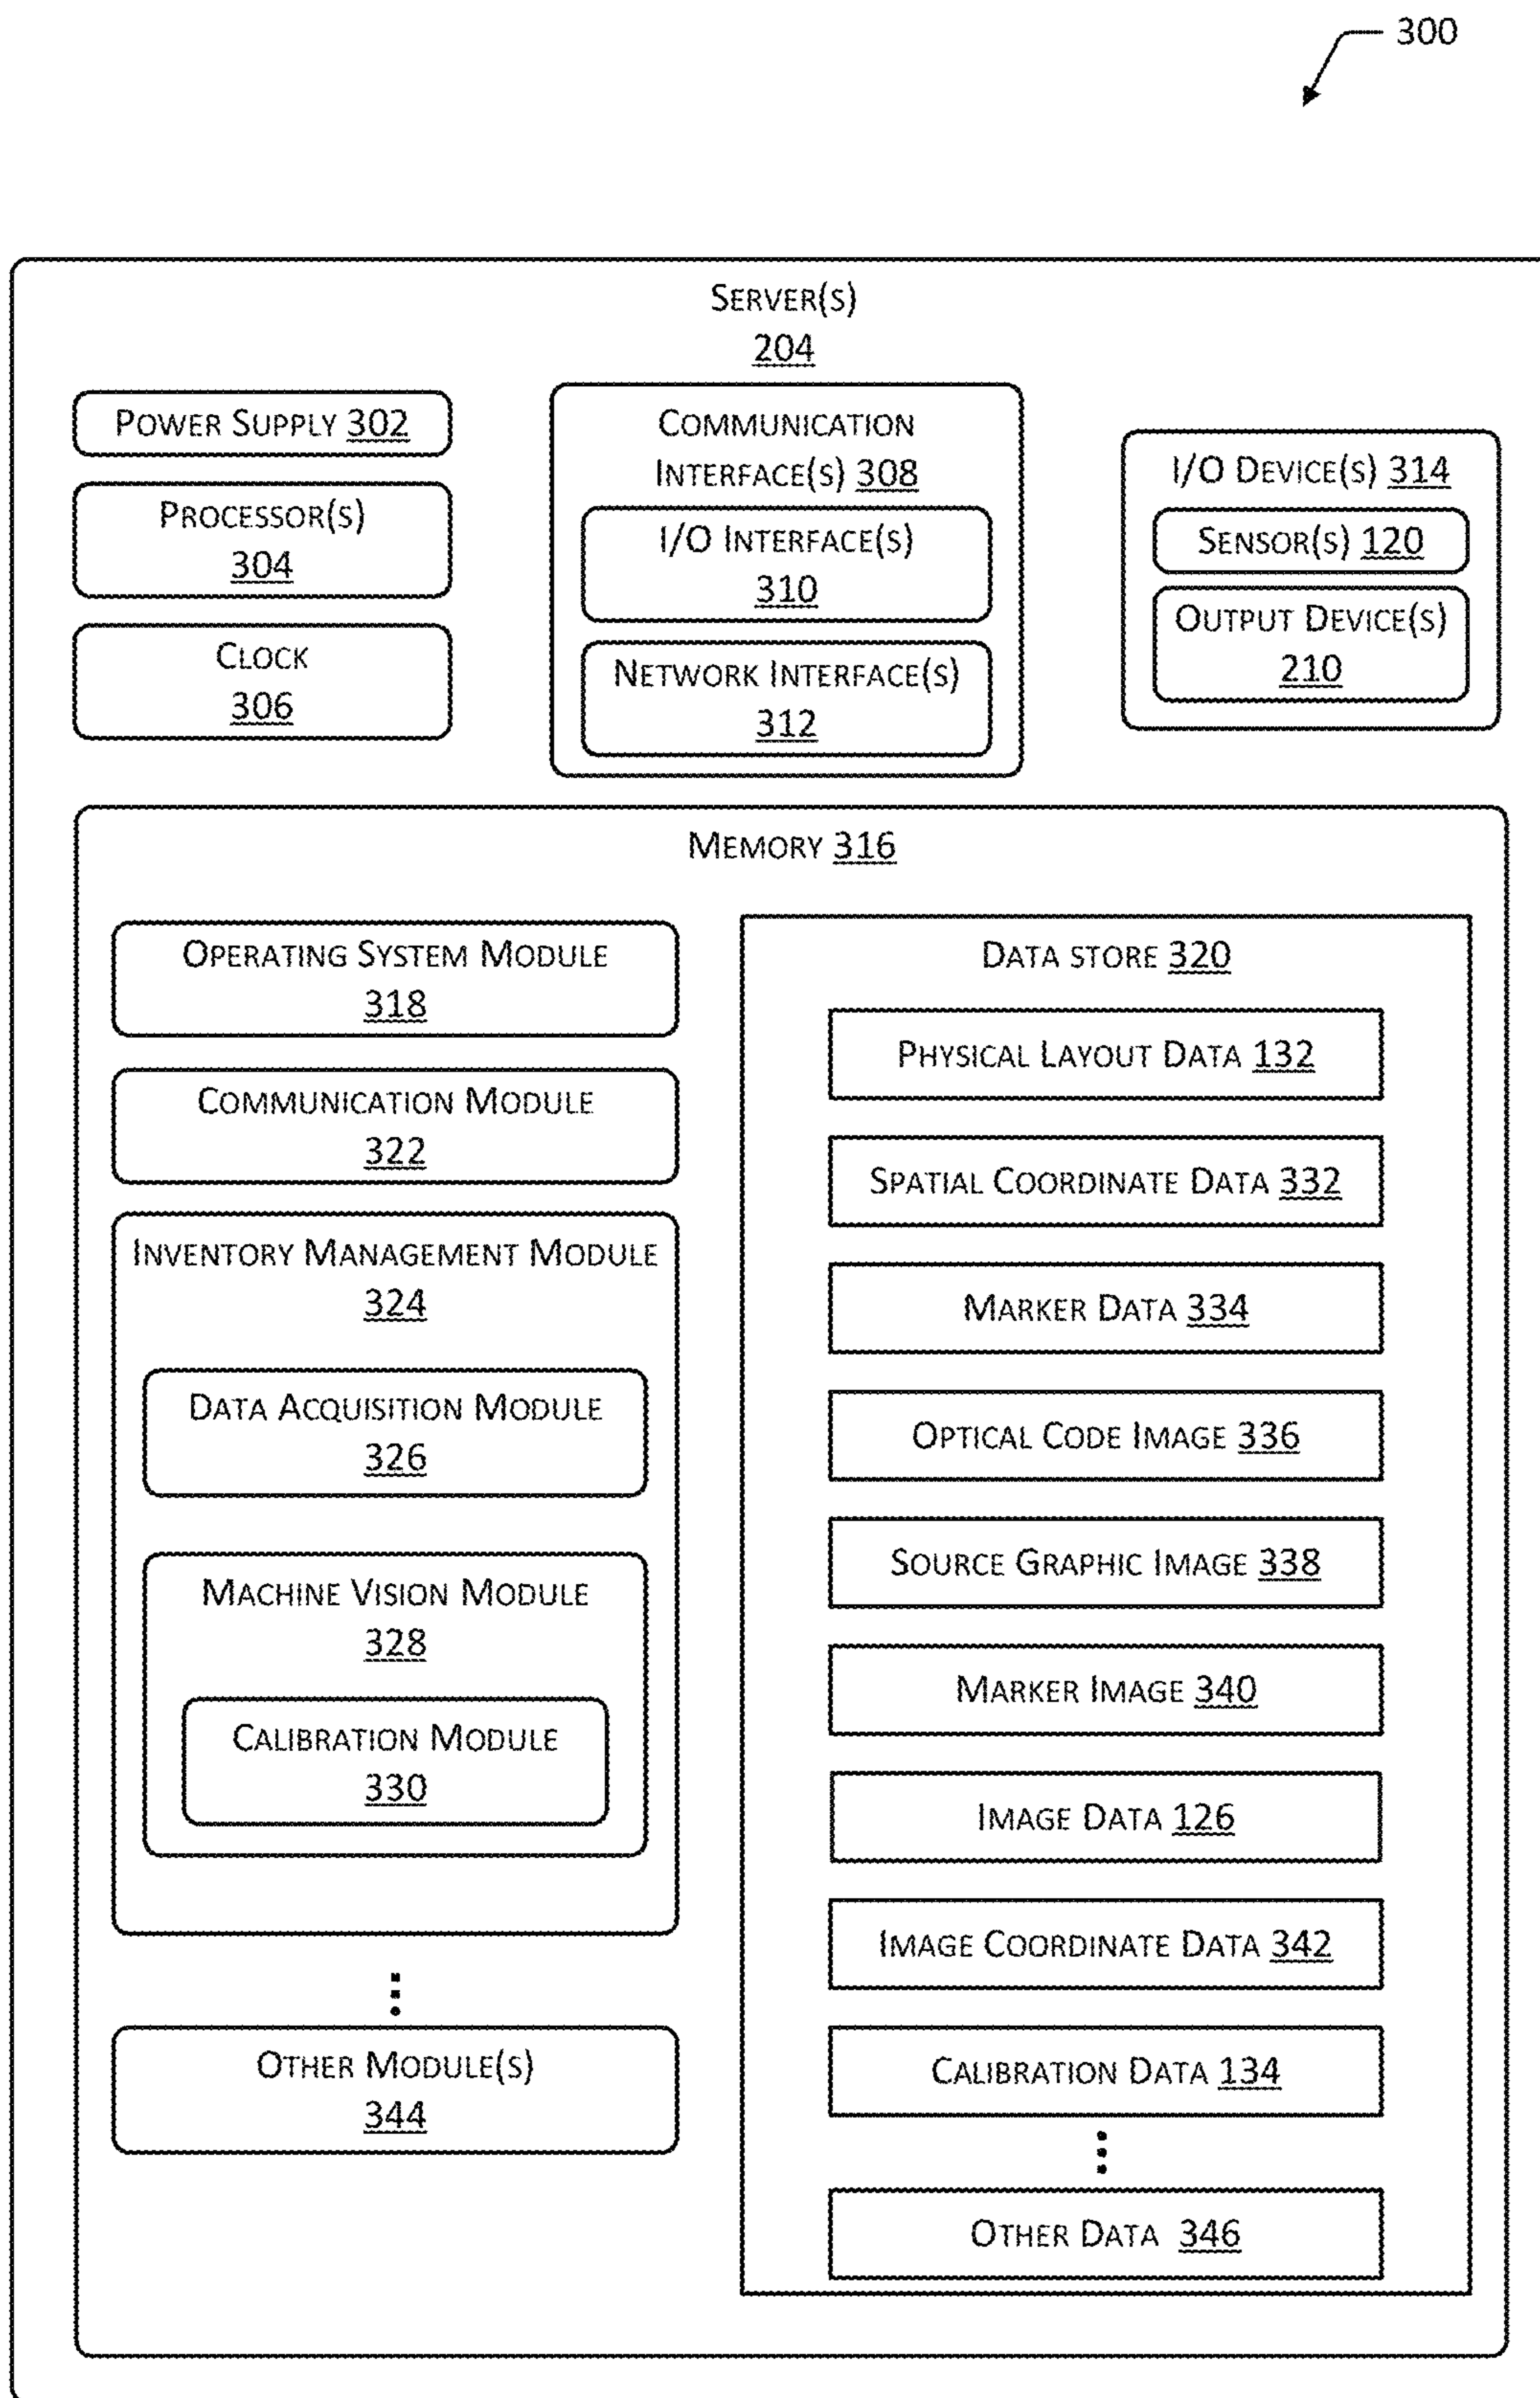 300
SERVER(S)
204
POWER SUPPLY 302
PROCESSOR(S)
304
CLOCK
306
COMMUNICATION
INTERFACE(S) 308
I/O INTERFACE(S)
310
NETWORK INTERFACE(S)
312
I/O DEVICE(S) 314
SENSOR(S) 120
OUTPUT DEVICE(S)
210
MEMORY 316
OPERATING SYSTEM MODULE
318
COMMUNICATION MODULE
322
INVENTORY MANAGEMENT MODULE
324
DATA ACQUISITION MODULE
326
MACHINE VISION MODULE
328
CALIBRATION MODULE
330
OTHER MODULE(S)
344
DATA STORE 320
PHYSICAL LAYOUT DATA 132
SPATIAL COORDINATE DATA 332
MARKER DATA 334
OPTICAL CODE IMAGE 336
SOURCE GRAPHIC IMAGE 338
MARKER IMAGE 340
IMAGE DATA 126
IMAGE COORDINATE DATA 342
CALIBRATION DATA 134
OTHER DATA 346